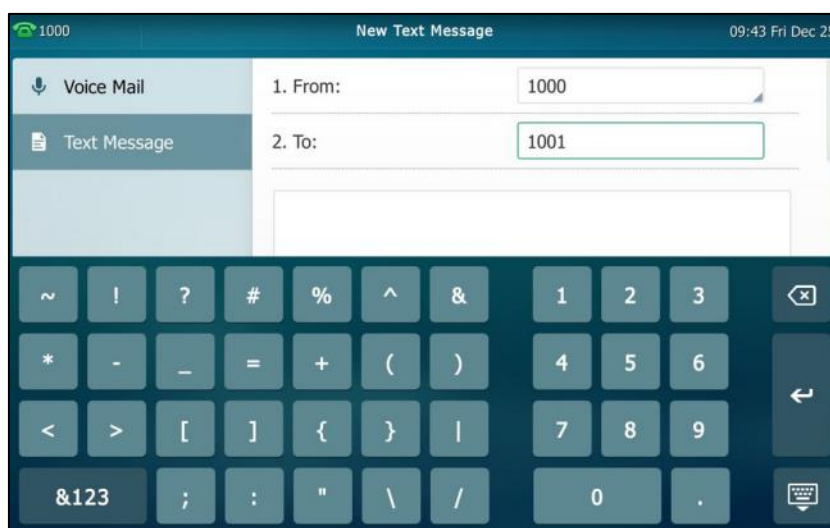 1000 New Text Message 09:43 Fri Dec 25
Voice Mail 1. From: 1000
Text Message 2. To: 1001
~ ! ? # % ^ & 1 2 3
* - _ = + ( ) 4 5 6
< > [ ] { } | 7 8 9
&123 ; : " \ / 0 .